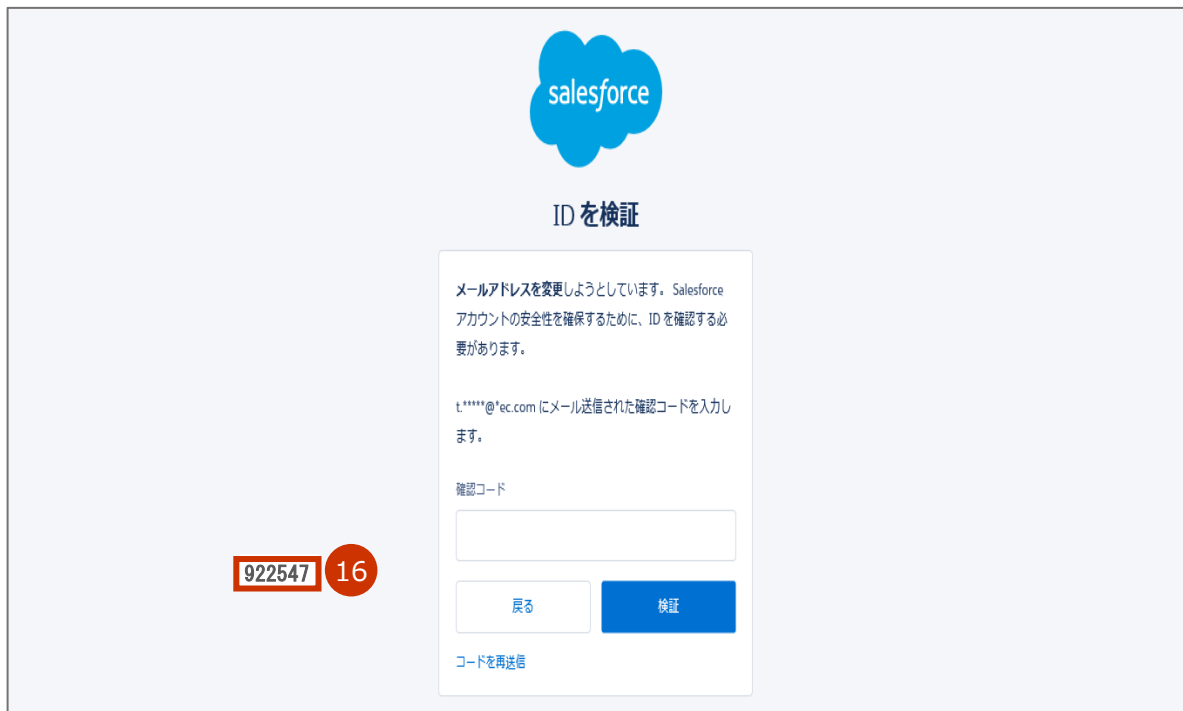 salesforce
ID を検証
メールアドレスを変更しようとしています。 Salesforce
アカウントの安全性を確保するために、ID を確認する必
要があります。
t.*****@*ec.com にメール送信された確認コードを入力し
ます。
確認コード
922547 16
戻る 検証
コードを再送信